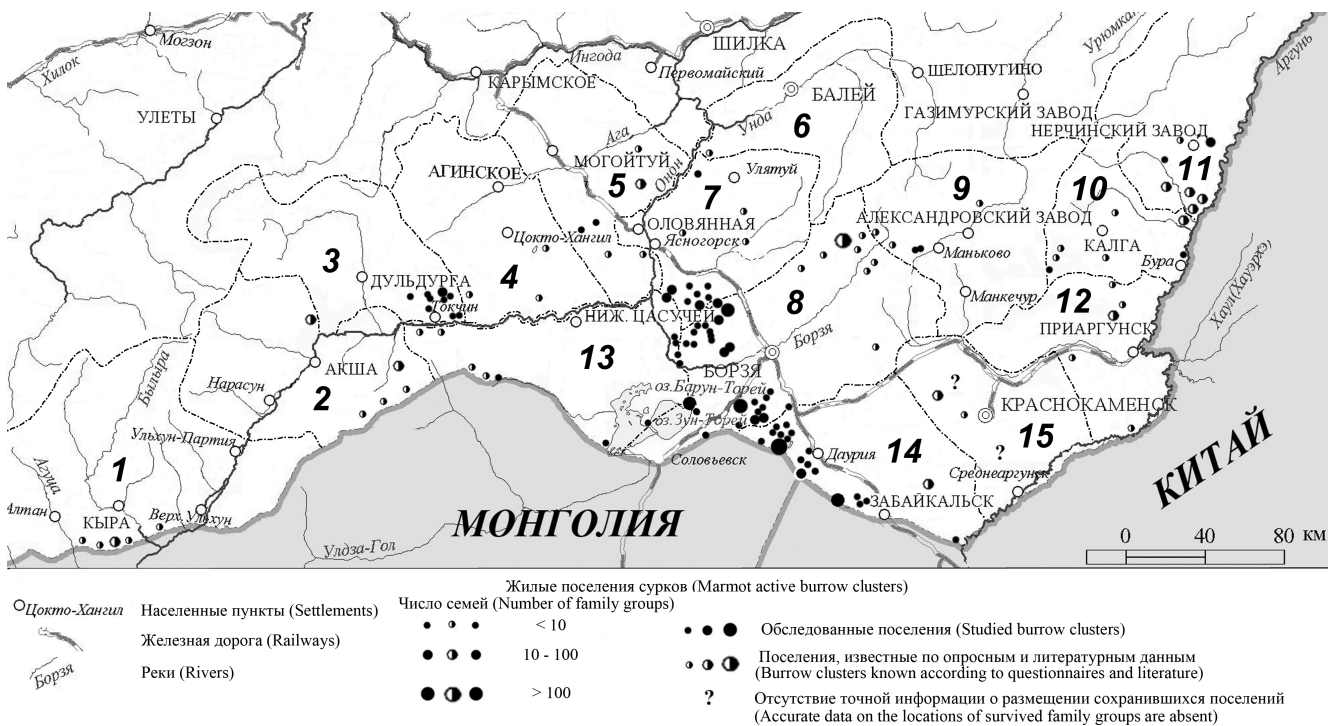 Могзон
Хилок
УЛЕТЫ
ШИЛКА
Ингода
Первомайский
КАРЫМСКОЕ
ШЕЛОПУГИНО
БАЛЕЙ
Унда
6
ГАЗИМУРСКИЙ ЗАВОД
НЕРЧИНСКИЙ ЗАВОД
Аргунь
Ага
МОГОЙТУЙ
5
Онон
7
Улятуй
9
10
11
АГИНСКОЕ
ОЛОВЯННАЯ
Ясногорск
АЛЕКСАНДРОВСКИЙ ЗАВОД
Маньково
КАЛГА
Бура
Цокто-Хангил
3
4
ДУЛЬДУРГА
Токчин
НИЖ. ЦАСУЧЕЙ
8
Борзя
Манкечур
12
ПРИАРГУНСК
Хаул(Хауэрхэ)
АКША
2
13
БОРЗЯ
Былыра
Нарасун
оз.Барун-Торей
оз.Зун-Торей
?
КРАСНОКАМЕНСК
Ульхун-Партия
Соловьевск
Даурия
14
?
15
Среднеаргунск
1
Агуца
Алтан
КЫРА
Верх. Ульхун
ЗАБАЙКАЛЬСК
МОНГОЛИЯ
КИТАЙ
Улдза-Гол
0 40 80 км
Жилые поселения сурков (Marmot active burrow clusters)
Цокто-Хангил Населенные пункты (Settlements)
Число семей (Number of family groups)
Железная дорога (Railways)
Борзя Реки (Rivers)
< 10
10 - 100
> 100
Обследованные поселения (Studied burrow clusters)
Поселения, известные по опросным и литературным данным
(Burrow clusters known according to questionnaires and literature)
? Отсутствие точной информации о размещении сохранившихся поселений
(Accurate data on the locations of survived family groups are absent)